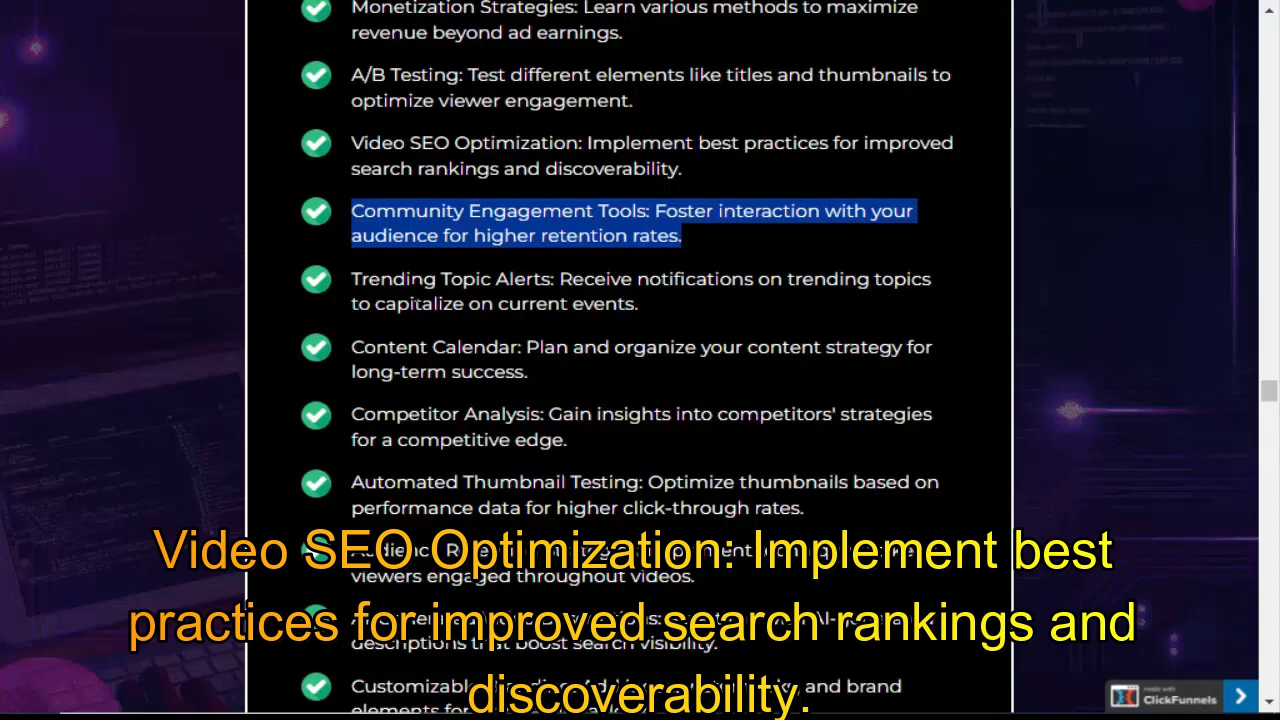 Monetization Strategies: Learn various methods to maximize
revenue beyond ad earnings.
A/B Testing: Test different elements like titles and thumbnails to
optimize viewer engagement.
Video SEO Optimization: Implement best practices for improved
search rankings and discoverability.
Community Engagement Tools: Foster interaction with your
audience for higher retention rates.
Trending Topic Alerts: Receive notifications on trending topics
to capitalize on current events.
Content Calendar: Plan and organize your content strategy for
long-term success.
Competitor Analysis: Gain insights into competitors' strategies
for a competitive edge.
Automated Thumbnail Testing: Optimize thumbnails based on
performance data for higher click-through rates.
viewers engaged throughout videos.
descriptions that boost search visibility.
and brand
elements for
Video SEO Optimization: Implement best
practices for improved search rankings and
discoverability.
made with
ClickFunnels